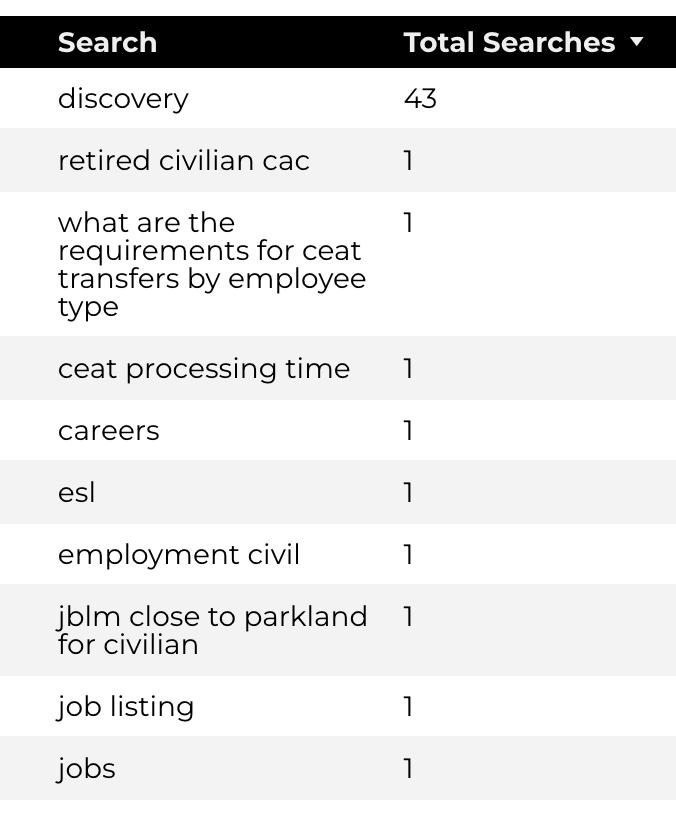 Search Total Searches ▼
discovery 43
retired civilian cac 1
what are the 1
requirements for ceat
transfers by employee
type
ceat processing time 1
careers 1
esl 1
employment civil 1
jblm close to parkland 1
for civilian
job listing 1
jobs 1